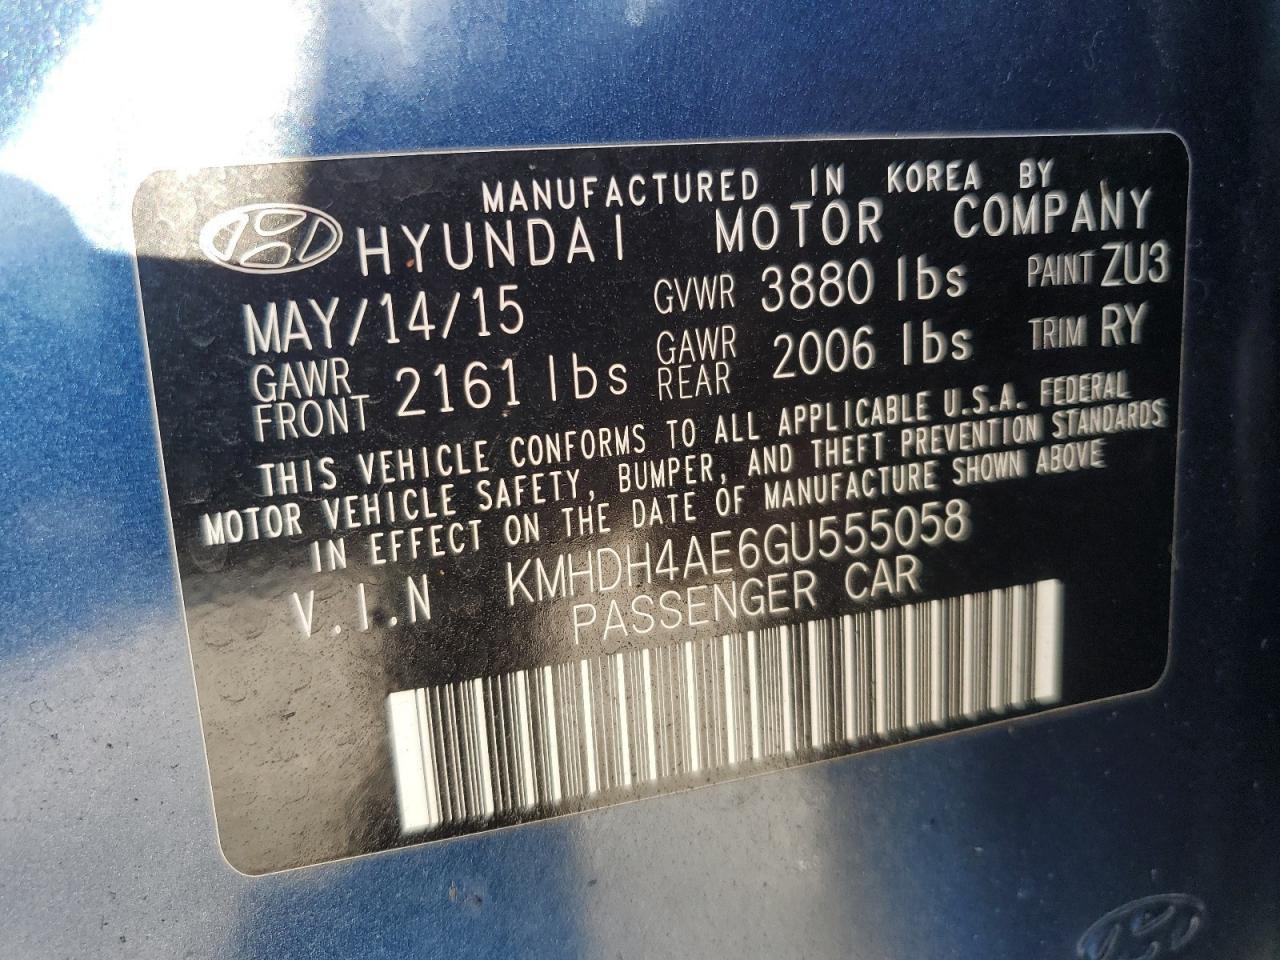 MANUFACTURED IN KOREA BY
HYUNDAI MOTOR COMPANY
MAY/14/15 GVWR 3880 lbs PAINT ZU3
GAWR FRONT 2161 lbs GAWR REAR 2006 lbs TRIM RY
THIS VEHICLE CONFORMS TO ALL APPLICABLE U.S.A. FEDERAL
MOTOR VEHICLE SAFETY, BUMPER, AND THEFT PREVENTION STANDARDS
IN EFFECT ON THE DATE OF MANUFACTURE SHOWN ABOVE
V.I.N KMHDH4AE6GU555058
PASSENGER CAR